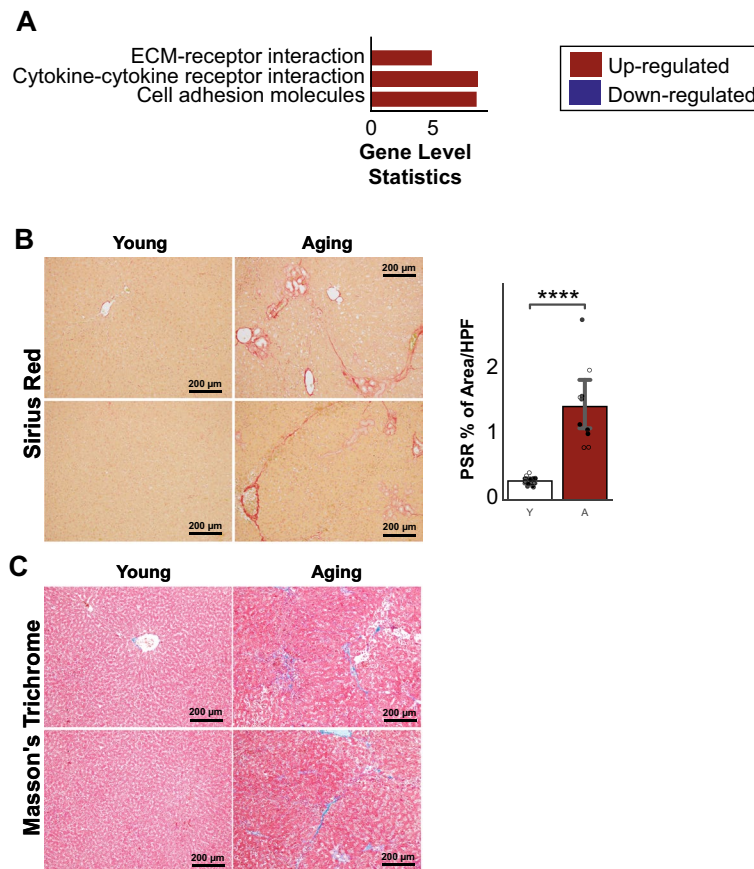 A
ECM-receptor interaction
Cytokine-cytokine receptor interaction
Cell adhesion molecules
0 5
Gene Level
Statistics
Up-regulated
Down-regulated
B
Young Aging
Sirius Red
200 µm
200 µm
200 µm
200 µm
****
PSR % of Area/HPF
2
1
0
Y A
C
Young Aging
Masson's Trichrome
200 µm
200 µm
200 µm
200 µm